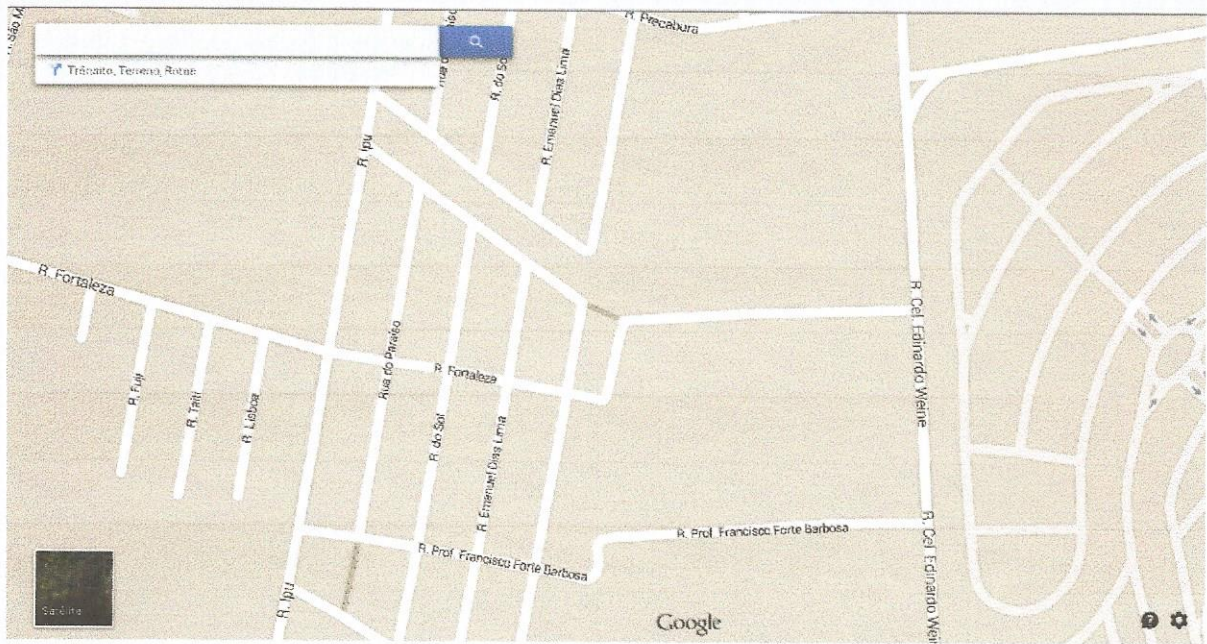 R. São M
R. Precabura
Trânsito, Terreno, Rotas
R. do So
R. Emanuel Dias Lima
R. Ipu
R. Fortaleza
R. Cel. Edinardo Weine
Rua do Paraíso
R. Fortaleza
R. Fuji
R. Taiti
R. Lisboa
R. do Sol
R. Emanuel Dias Lima
R. Prof. Francisco Forte Barbosa
R. Prof. Francisco Forte Barbosa
R. Cel. Edinardo Weine
R. Ipu
Satélite
Google